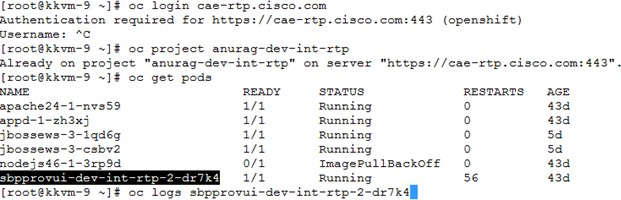 [root@kkvm-9 ~]# oc login cae-rtp.cisco.com
Authentication required for https://cae-rtp.cisco.com:443 (openshift)
Username: ^C
[root@kkvm-9 ~]# oc project anurag-dev-int-rtp
Already on project "anurag-dev-int-rtp" on server "https://cae-rtp.cisco.com:443".
[root@kkvm-9 ~]# oc get pods
NAME READY STATUS RESTARTS AGE
apache24-1-nvs59 1/1 Running 0 43d
appd-1-zh3xj 1/1 Running 0 43d
jbossews-3-1qd6g 1/1 Running 0 5d
jbossews-3-csbv2 1/1 Running 0 5d
nodejs46-1-3rp9d 0/1 ImagePullBackOff 0 43d
sbpprovui-dev-int-rtp-2-dr7k4 1/1 Running 56 43d
[root@kkvm-9 ~]# oc logs sbpprovui-dev-int-rtp-2-dr7k4